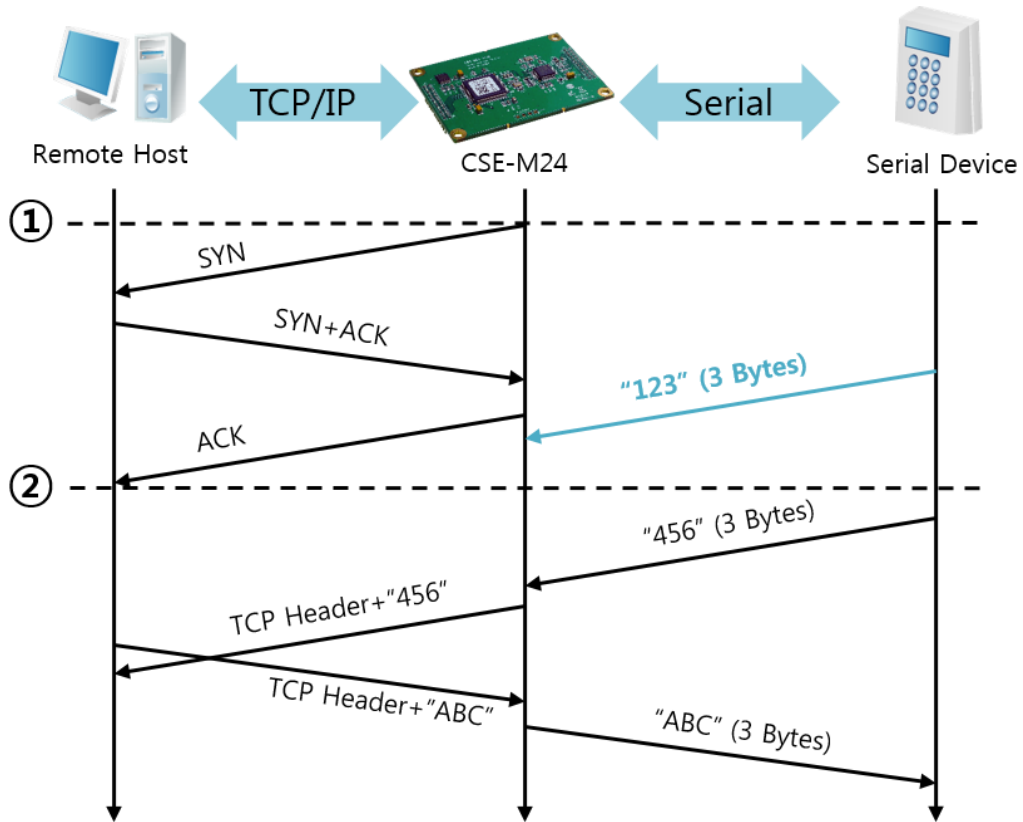 TCP/IP
Serial
Remote Host
CSE-M24
Serial Device
①
SYN
SYN+ACK
“123” (3 Bytes)
ACK
②
“456” (3 Bytes)
TCP Header+“456”
TCP Header+“ABC”
“ABC” (3 Bytes)